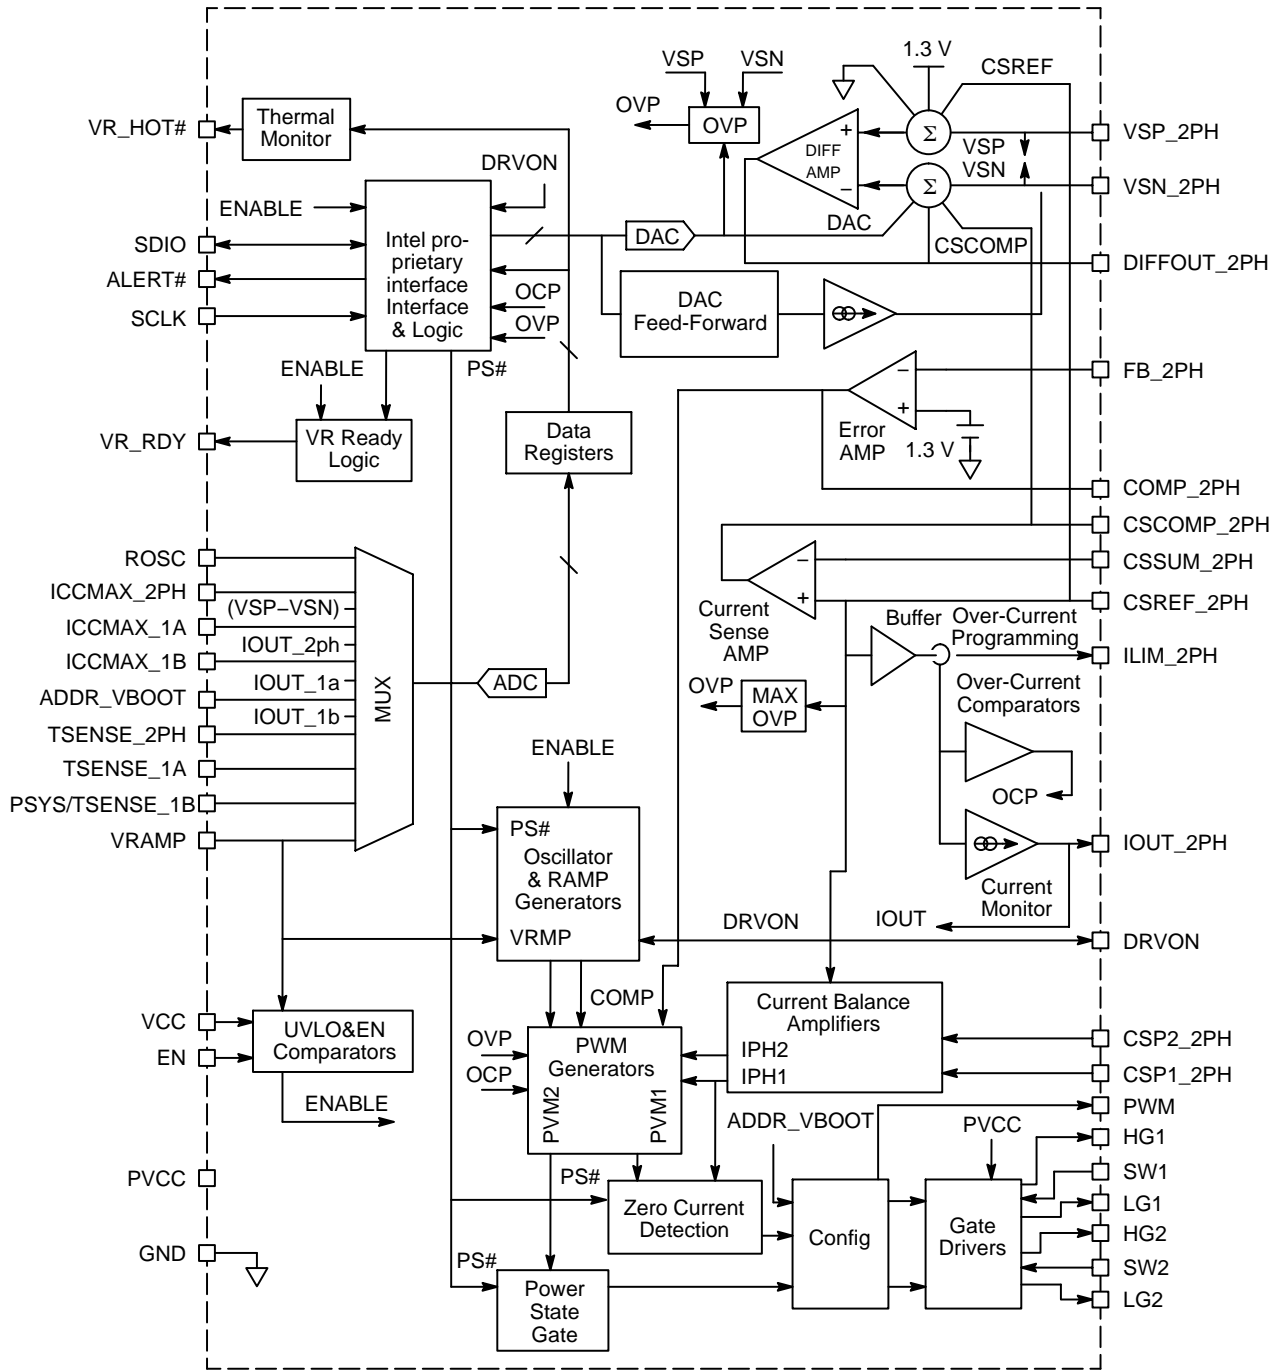 1.3 V
VSP
VSN
CSREF
OVP
OVP
VR_HOT#
Thermal
Monitor
+
DIFF
AMP
−
Σ
VSP
VSN
Σ
VSP_2PH
VSN_2PH
DRVON
ENABLE
SDIO
ALERT#
SCLK
Intel pro-
prietary
interface
Interface
& Logic
OCP
OVP
PS#
DAC
DAC
CSCOMP
DIFFOUT_2PH
DAC
Feed-Forward
ENABLE
VR_RDY
VR Ready
Logic
Data
Registers
−
+
Error
AMP
1.3 V
FB_2PH
COMP_2PH
CSCOMP_2PH
CSSUM_2PH
CSREF_2PH
−
+
Current
Sense
AMP
Buffer
Over-Current
Programming
ILIM_2PH
ROSC
ICCMAX_2PH
(VSP−VSN)
ICCMAX_1A
IOUT_2ph
ICCMAX_1B
IOUT_1a
ADDR_VBOOT
IOUT_1b
TSENSE_2PH
TSENSE_1A
PSYS/TSENSE_1B
VRAMP
MUX
ADC
OVP
MAX
OVP
Over-Current
Comparators
OCP
IOUT_2PH
Current
Monitor
IOUT
ENABLE
PS#
Oscillator
& RAMP
Generators
VRMP
DRVON
DRVON
VCC
EN
UVLO&EN
Comparators
ENABLE
COMP
Current Balance
Amplifiers
IPH2
IPH1
CSP2_2PH
CSP1_2PH
OVP
OCP
PWM
Generators
PVM2
PVM1
PVCC
GND
PS#
Zero Current
Detection
PS#
Power
State
Gate
ADDR_VBOOT
Config
PVCC
Gate
Drivers
PWM
HG1
SW1
LG1
HG2
SW2
LG2